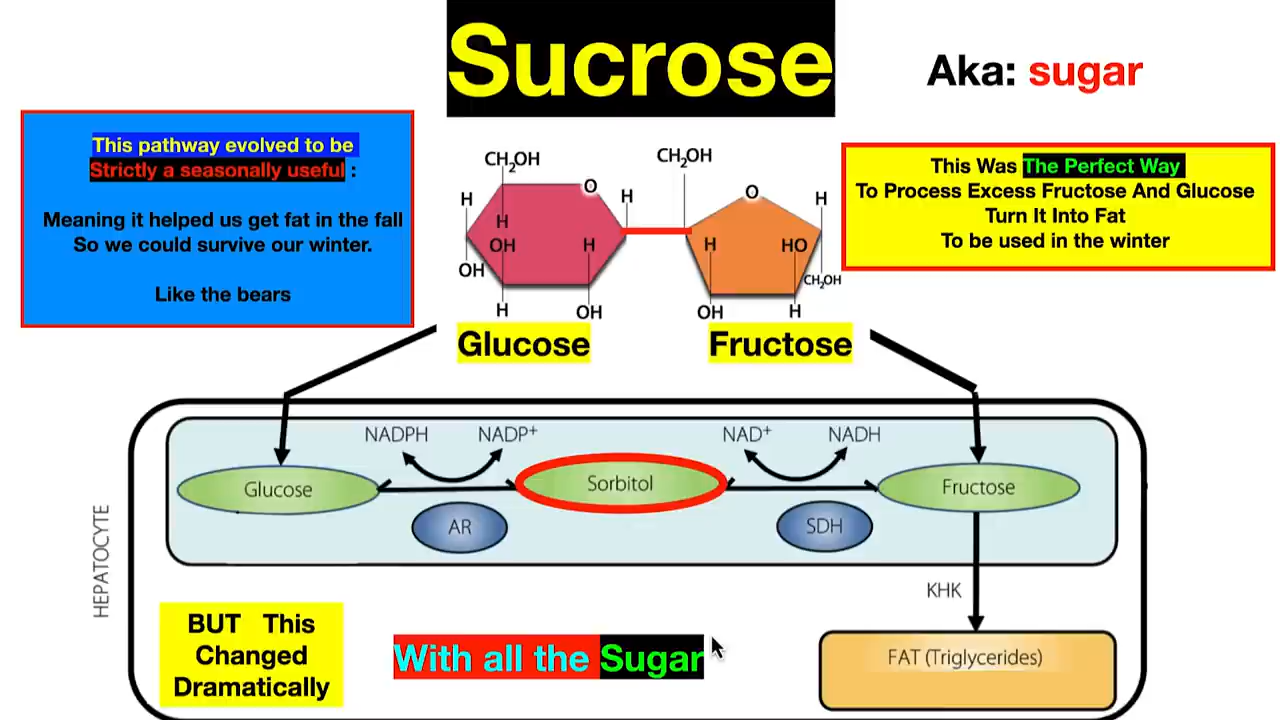 Sucrose
Aka: sugar
This pathway evolved to be
Strictly a seasonally useful :
Meaning it helped us get fat in the fall
So we could survive our winter.
Like the bears
This Was The Perfect Way
To Process Excess Fructose And Glucose
Turn It Into Fat
To be used in the winter
CH2OH
CH2OH
O
O
H
H
H
H
OH
H
H
HO
OH
CH2OH
H
OH
OH
H
Glucose
Fructose
NADPH
NADP+
NAD+
NADH
Glucose
Sorbitol
Fructose
AR
SDH
HEPATOCYTE
KHK
BUT This
Changed
Dramatically
With all the Sugar
FAT (Triglycerides)